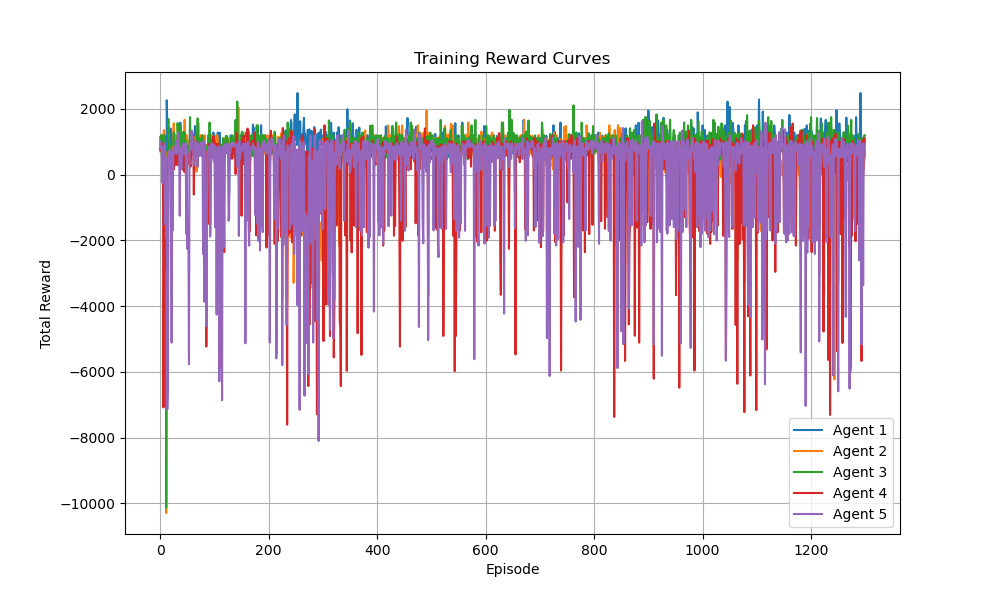 Training Reward Curves
Total Reward
2000
0
−2000
−4000
−6000
−8000
−10000
0 200 400 600 800 1000 1200
Episode
Agent 1
Agent 2
Agent 3
Agent 4
Agent 5